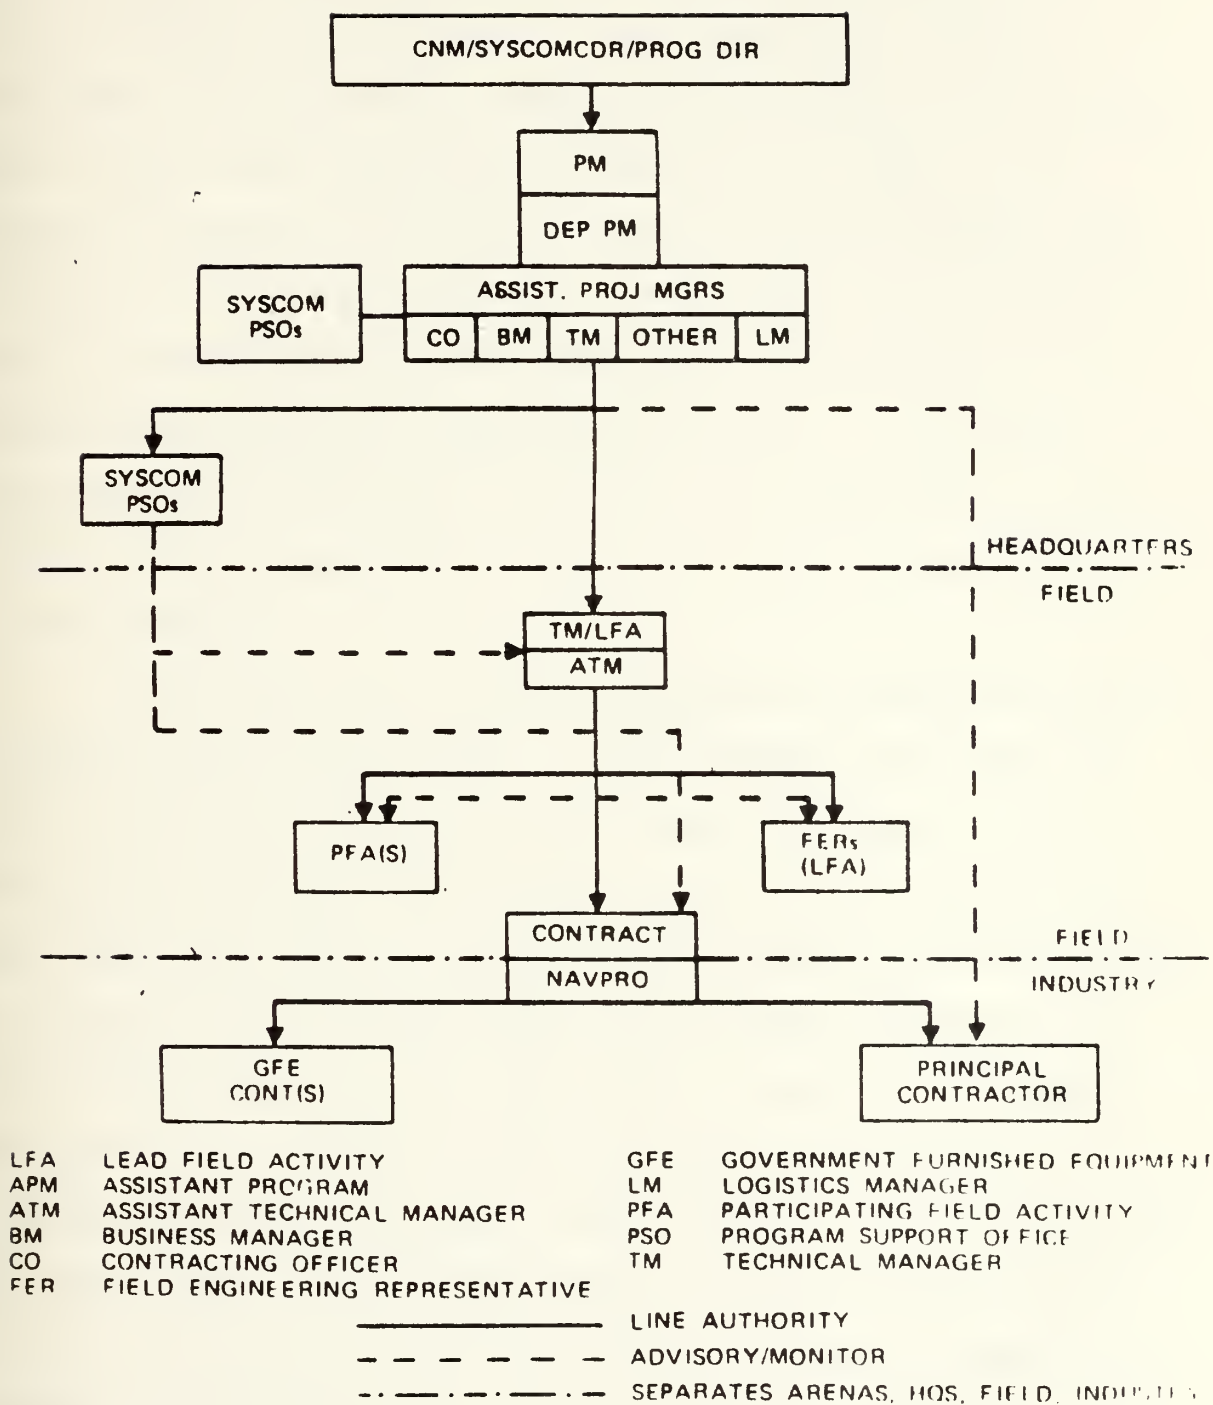 CNM/SYSCOMCDR/PROG DIR
PM
DEP PM
ASSIST. PROJ MGRS
SYSCOM
PSOs
CO BM TM OTHER LM
SYSCOM
PSOs
HEADQUARTERS
FIELD
TM/LFA
ATM
PFA(S)
FERs
(LFA)
CONTRACT
FIELD
NAVPRO
INDUSTRY
GFE
CONT(S)
PRINCIPAL
CONTRACTOR
LFA LEAD FIELD ACTIVITY
APM ASSISTANT PROGRAM
ATM ASSISTANT TECHNICAL MANAGER
BM BUSINESS MANAGER
CO CONTRACTING OFFICER
FER FIELD ENGINEERING REPRESENTATIVE
GFE GOVERNMENT FURNISHED EQUIPMENT
LM LOGISTICS MANAGER
PFA PARTICIPATING FIELD ACTIVITY
PSO PROGRAM SUPPORT OFFICE
TM TECHNICAL MANAGER
LINE AUTHORITY
ADVISORY/MONITOR
SEPARATES ARENAS, HQS, FIELD,